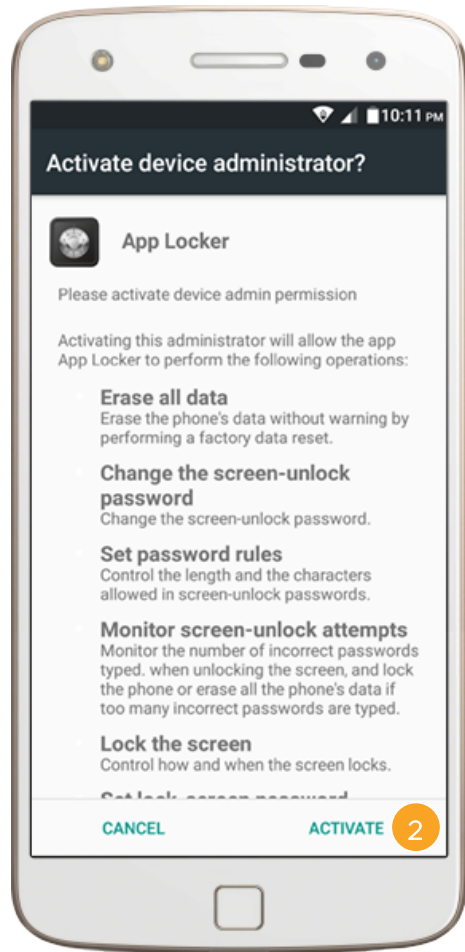 10:11 PM
Activate device administrator?
App Locker
Please activate device admin permission
Activating this administrator will allow the app
App Locker to perform the following operations:
Erase all data
Erase the phone's data without warning by
performing a factory data reset.
Change the screen-unlock
password
Change the screen-unlock password.
Set password rules
Control the length and the characters
allowed in screen-unlock passwords.
Monitor screen-unlock attempts
Monitor the number of incorrect passwords
typed. when unlocking the screen, and lock
the phone or erase all the phone's data if
too many incorrect passwords are typed.
Lock the screen
Control how and when the screen locks.
Set lock-screen password
CANCEL ACTIVATE 2